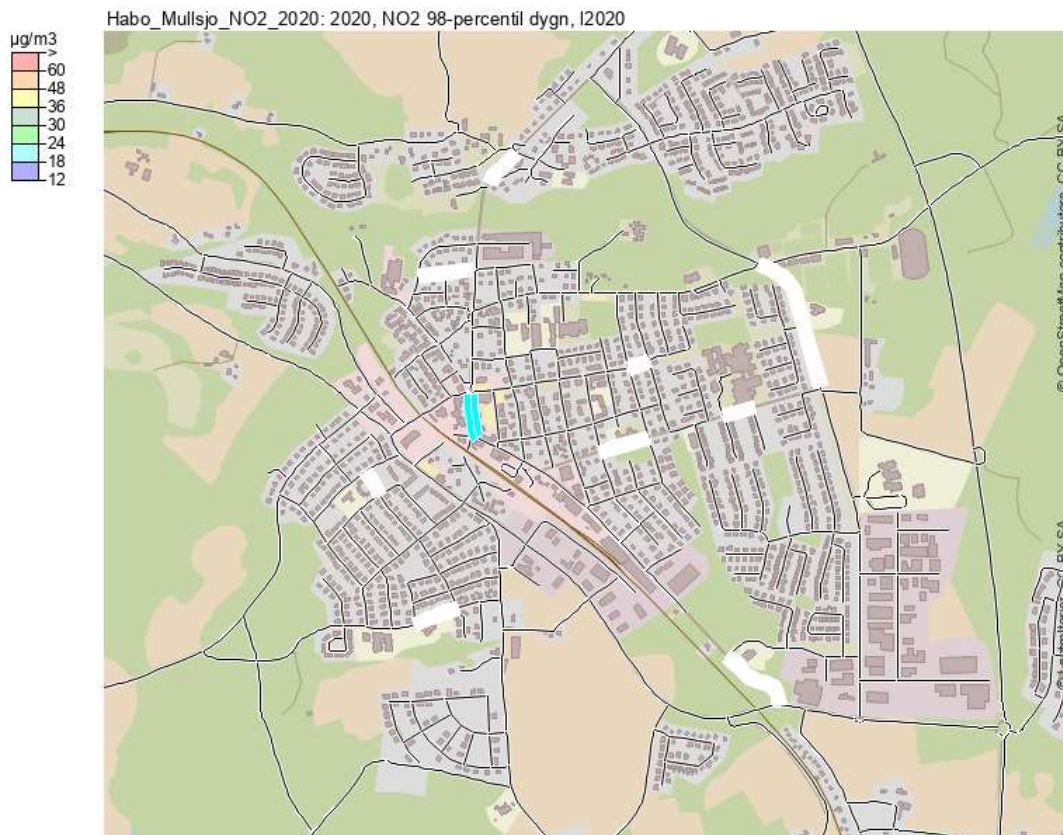 Habo_Mullsjo_NO2_2020: 2020, NO2 98-percentil dygn, I2020
µg/m3
>
60
48
36
30
24
18
12
© OpenStreetMap contributors, CC BY-SA